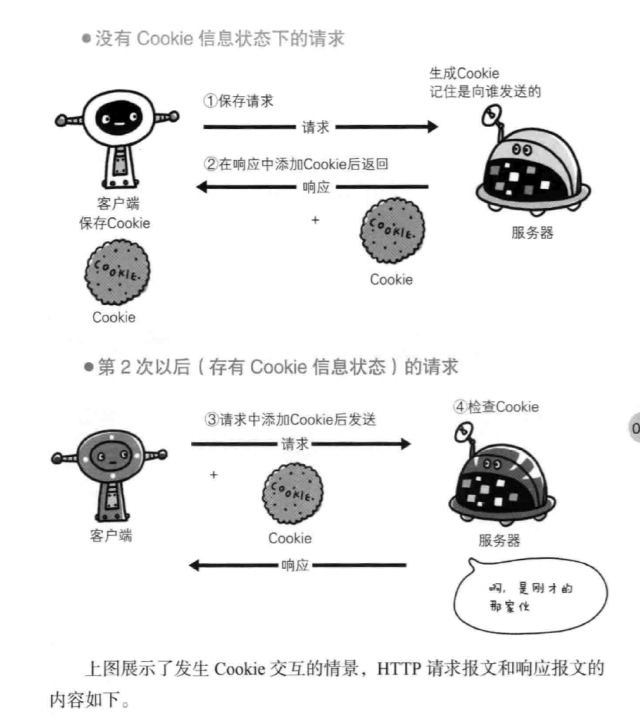 ●没有 Cookie 信息状态下的请求
生成Cookie
记住是向谁发送的
①保存请求
请求
②在响应中添加Cookie后返回
响应
+
客户端
保存Cookie
COOKIE.
Cookie
COOKIE.
Cookie
服务器
●第 2 次以后（存有 Cookie 信息状态）的请求
④检查Cookie
③请求中添加Cookie后发送
请求
+
COOKIE.
Cookie
客户端
服务器
响应
啊，是刚才的
那家伙
上图展示了发生 Cookie 交互的情景，HTTP 请求报文和响应报文的
内容如下。